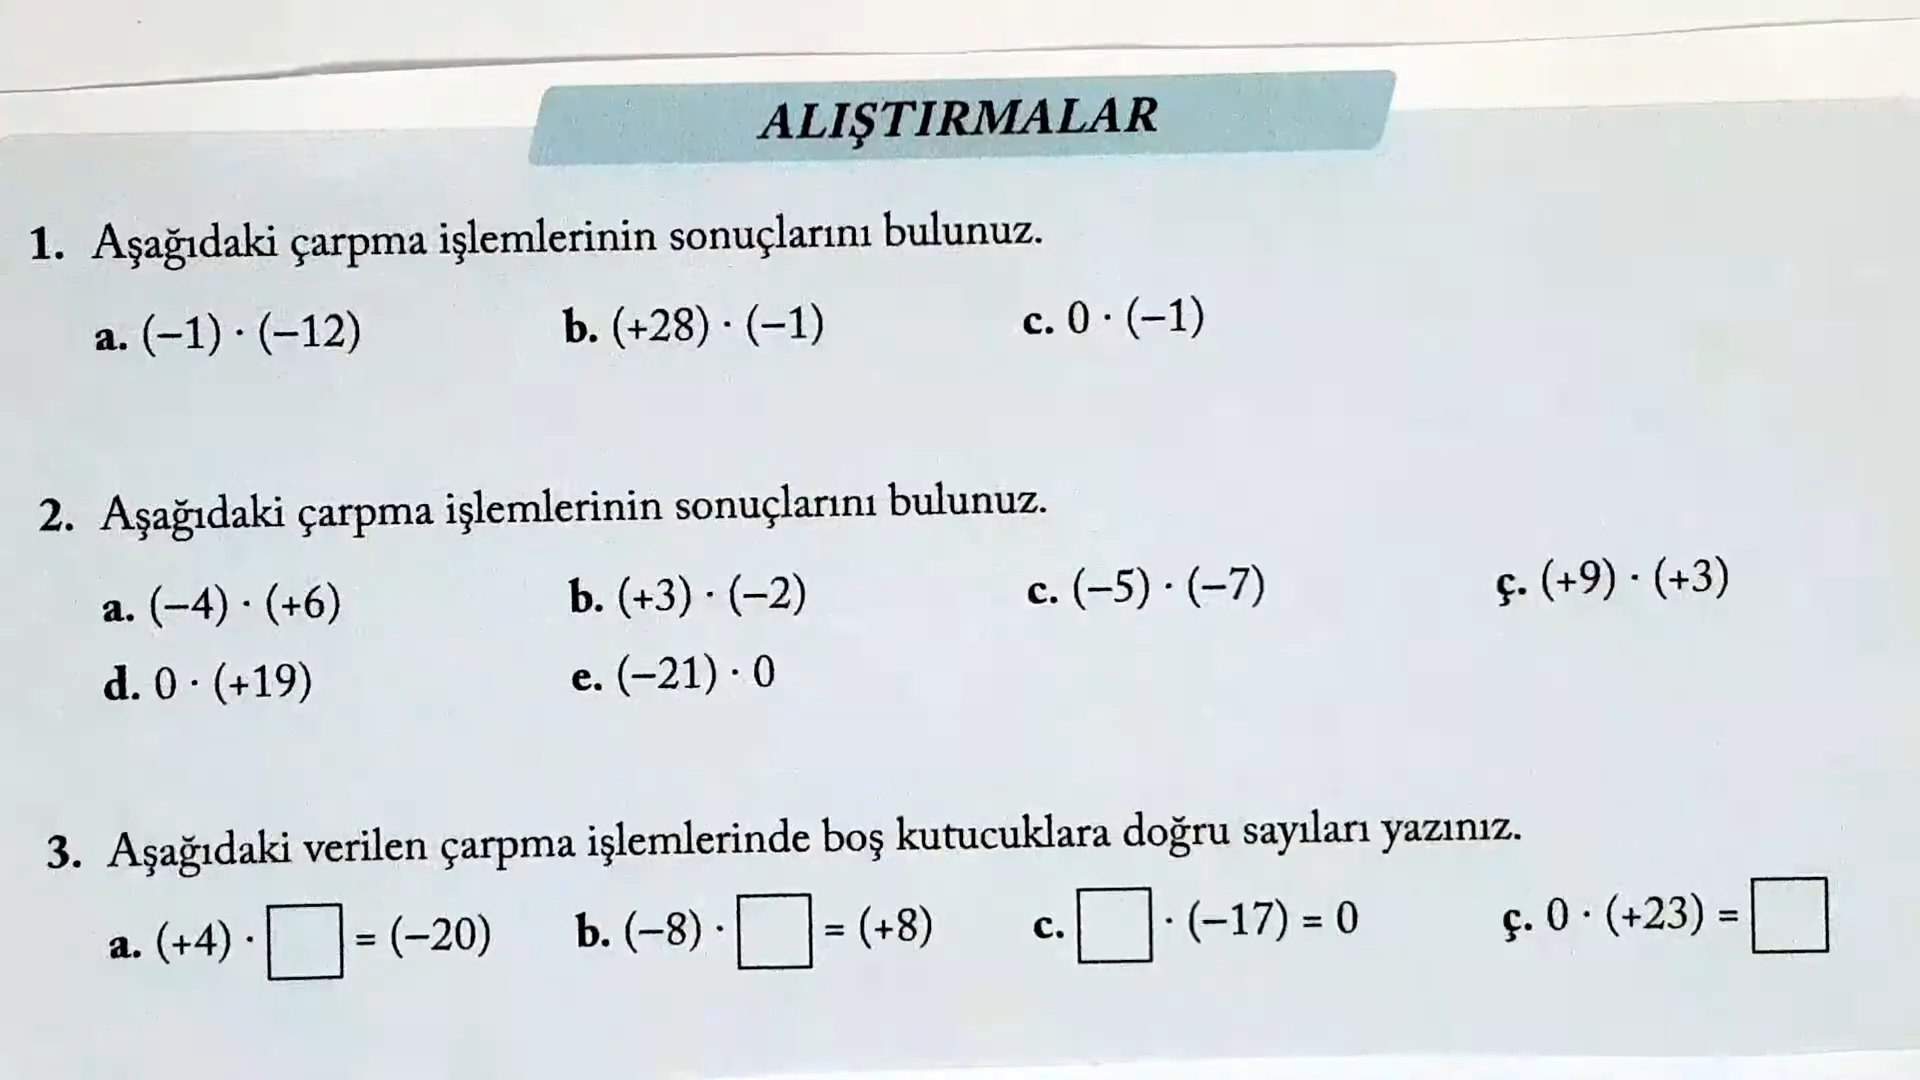 ALIŞTIRMALAR
1. Aşağıdaki çarpma işlemlerinin sonuçlarını bulunuz.
a. (−1) · (−12) b. (+28) · (−1) c. 0 · (−1)
2. Aşağıdaki çarpma işlemlerinin sonuçlarını bulunuz.
a. (−4) · (+6) b. (+3) · (−2) c. (−5) · (−7) ç. (+9) · (+3)
d. 0 · (+19) e. (−21) · 0
3. Aşağıdaki verilen çarpma işlemlerinde boş kutucuklara doğru sayıları yazınız.
a. (+4) · □ = (−20) b. (−8) · □ = (+8) c. □ · (−17) = 0 ç. 0 · (+23) = □